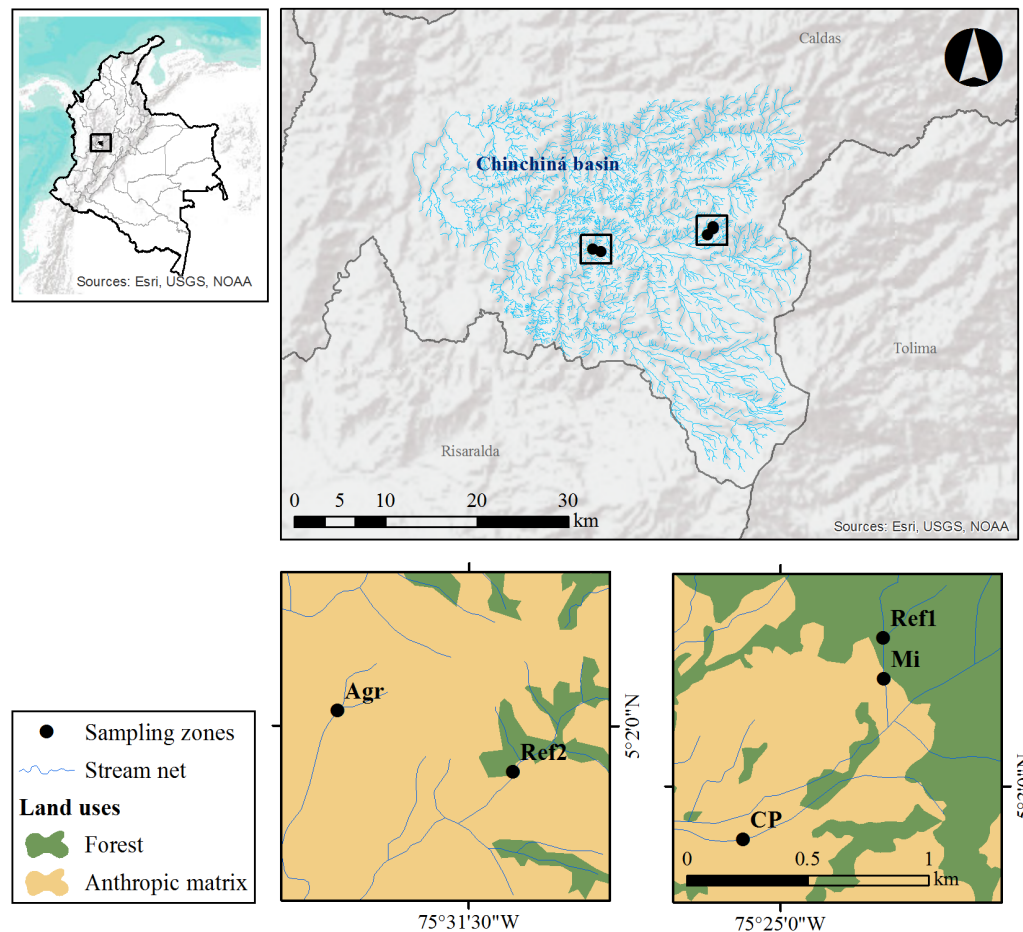 Sources: Esri, USGS, NOAA
Caldas
Chinchiná basin
Tolima
Risaralda
0 5 10 20 30
km
Sources: Esri, USGS, NOAA
Agr
Ref2
5°2'0"N
75°31'30"W
Ref1
Mi
CP
0 0.5 1
km
75°25'0"W
Sampling zones
Stream net
Land uses
Forest
Anthropic matrix